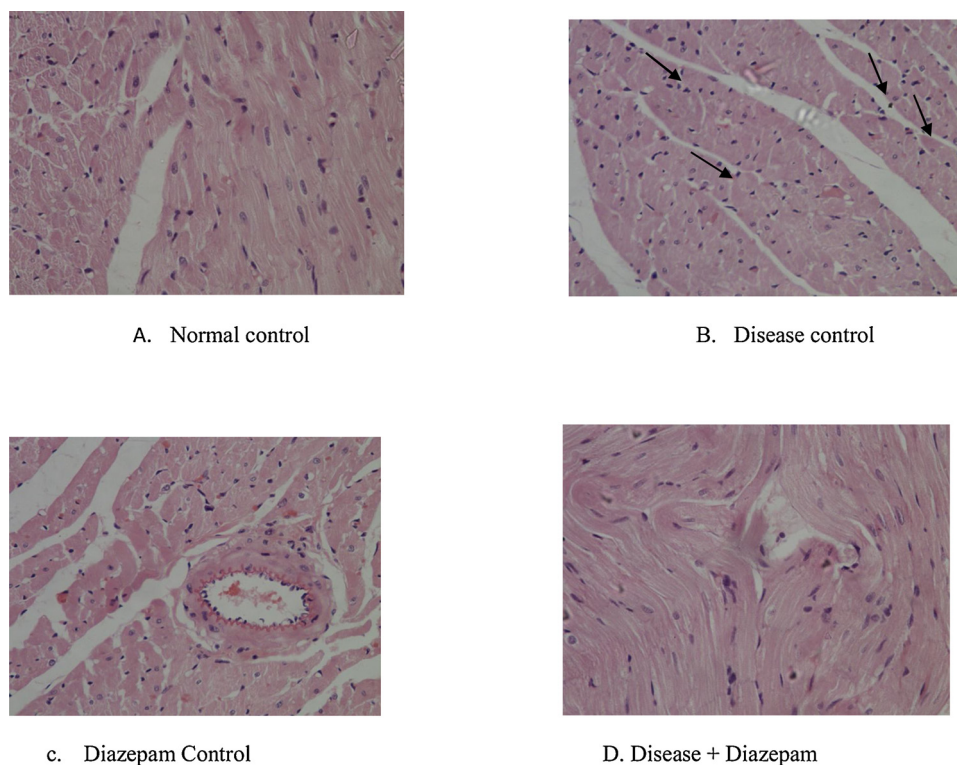 A. Normal control
B. Disease control
c. Diazepam Control
D. Disease + Diazepam